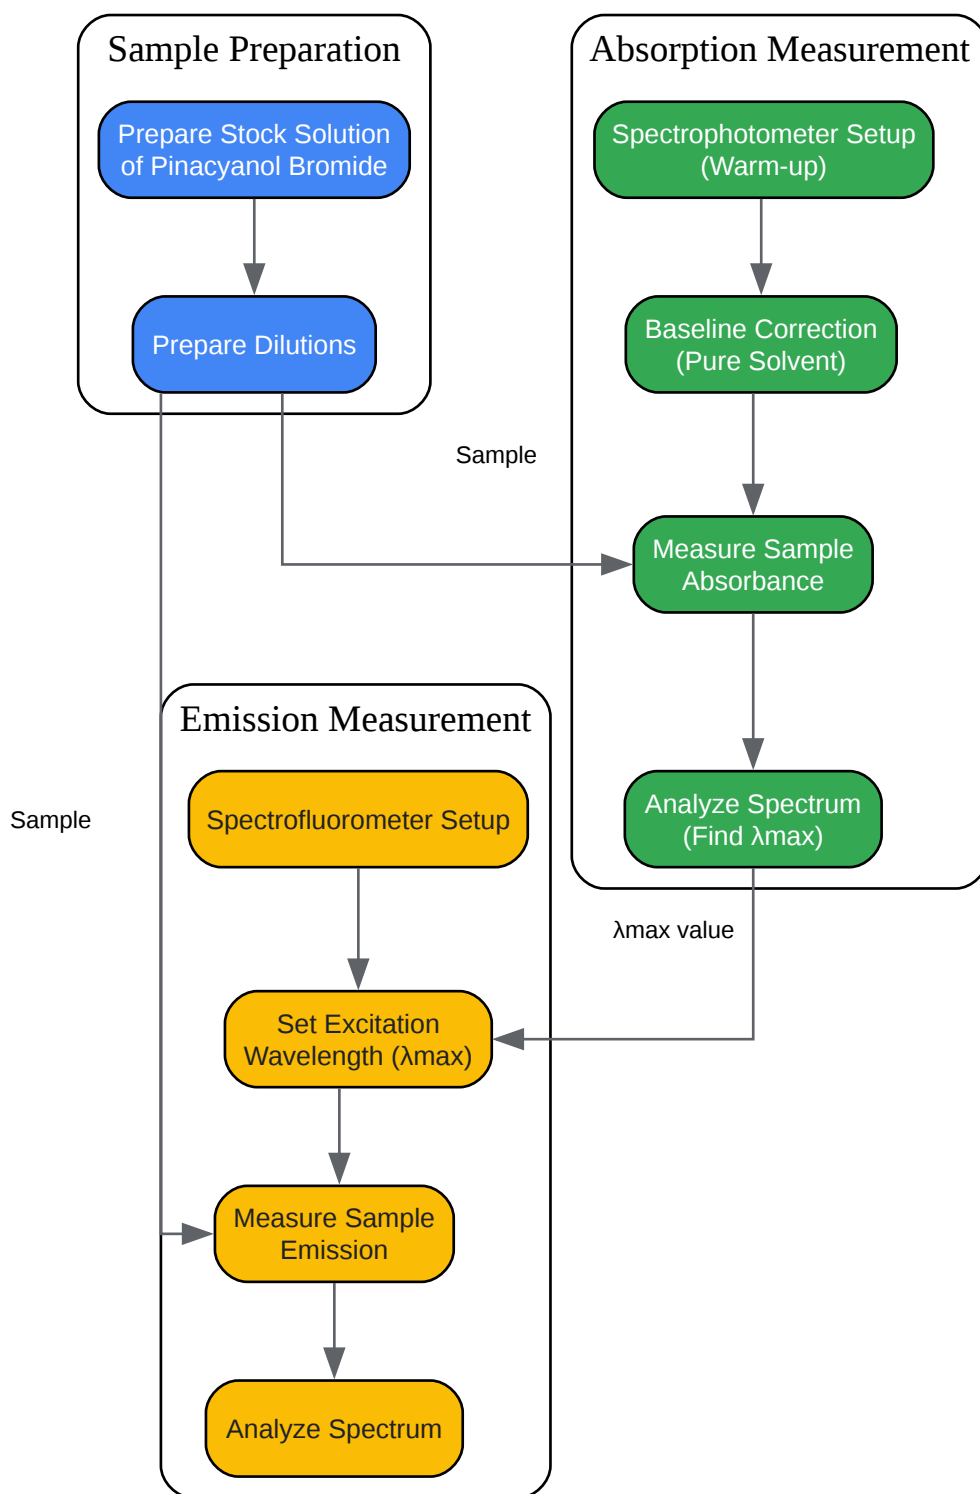 Sample Preparation
Prepare Stock Solution
of Pinacyanol Bromide
Prepare Dilutions
Absorption Measurement
Spectrophotometer Setup
(Warm-up)
Baseline Correction
(Pure Solvent)
Sample
Measure Sample
Absorbance
Analyze Spectrum
(Find λmax)
λmax value
Sample
Emission Measurement
Spectrofluorometer Setup
Set Excitation
Wavelength (λmax)
Measure Sample
Emission
Analyze Spectrum